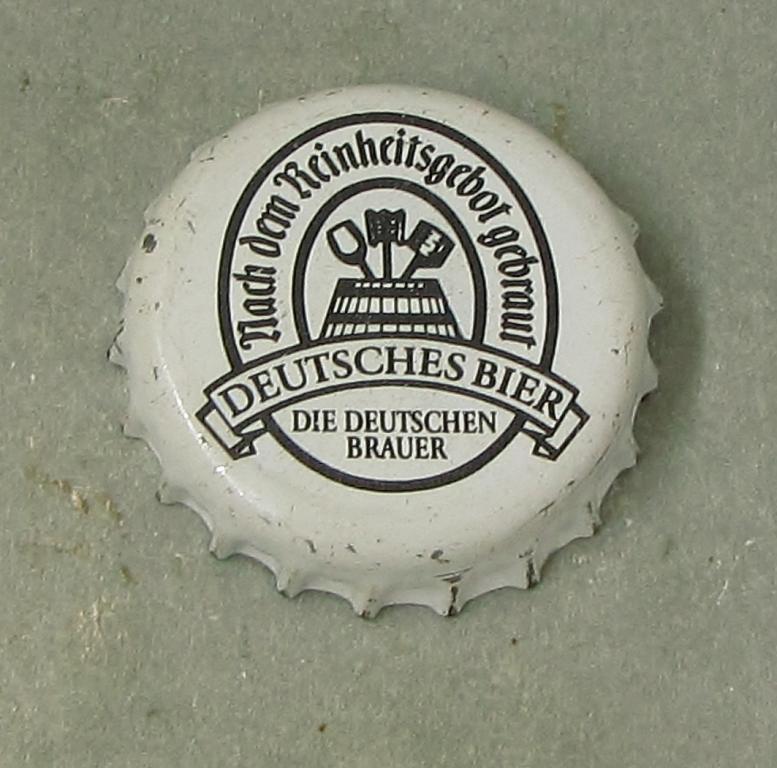 Nach dem Reinheitsgebot gebraut
DEUTSCHES BIER
DIE DEUTSCHEN
BRAUER